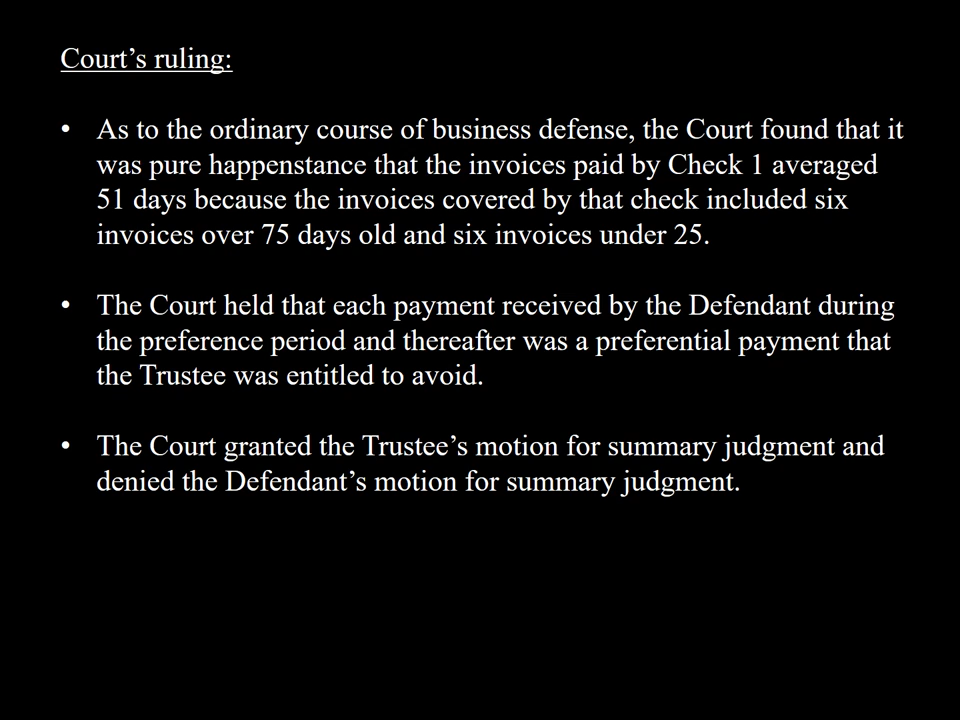 Court’s ruling:
• As to the ordinary course of business defense, the Court found that it
was pure happenstance that the invoices paid by Check 1 averaged
51 days because the invoices covered by that check included six
invoices over 75 days old and six invoices under 25.
• The Court held that each payment received by the Defendant during
the preference period and thereafter was a preferential payment that
the Trustee was entitled to avoid.
• The Court granted the Trustee’s motion for summary judgment and
denied the Defendant’s motion for summary judgment.